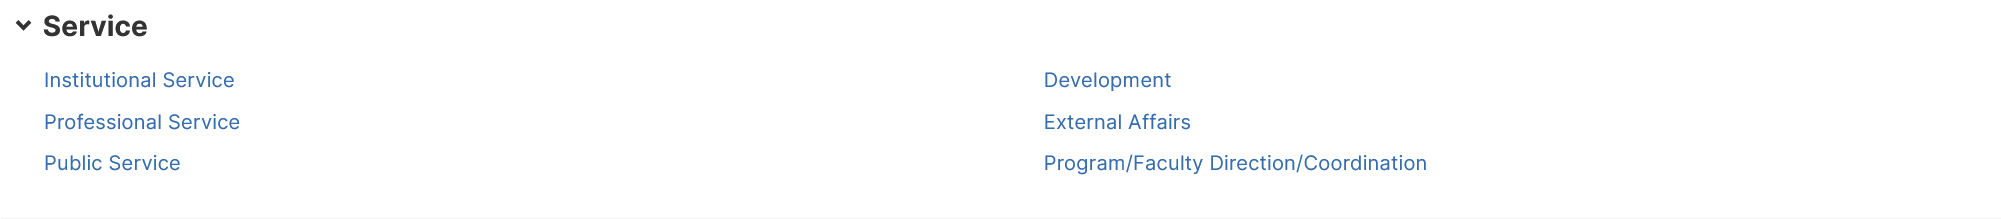 Service
Institutional Service
Professional Service
Public Service
Development
External Affairs
Program/Faculty Direction/Coordination